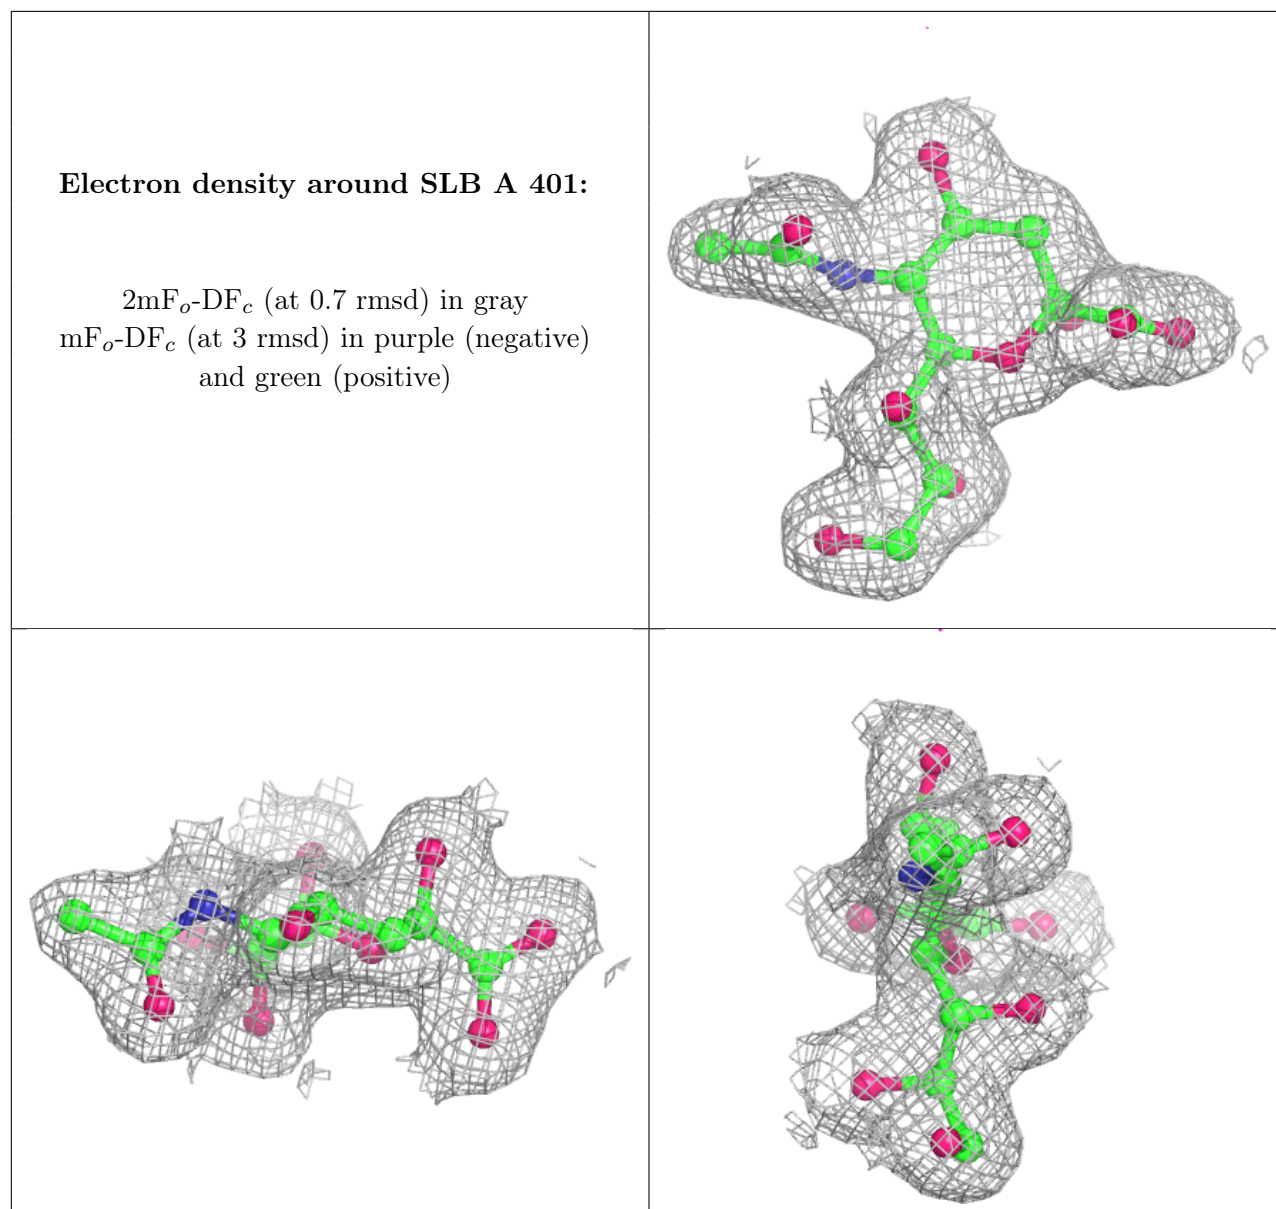 Electron density around SLB A 401:
2mFo-DFc (at 0.7 rmsd) in gray
mFo-DFc (at 3 rmsd) in purple (negative)
and green (positive)